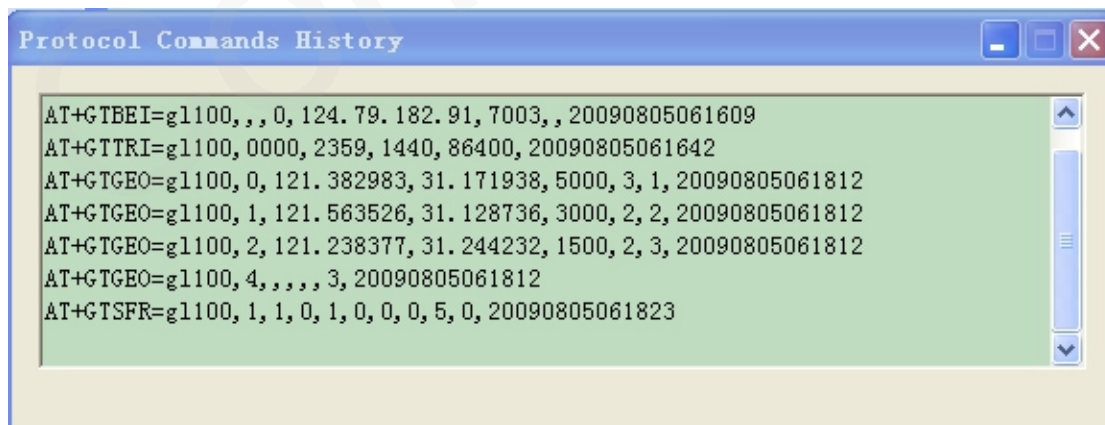 Protocol Commands History
AT+GTBEI=gl100,,,0,124.79.182.91,7003,,20090805061609
AT+GTTRI=gl100,0000,2359,1440,86400,20090805061642
AT+GTGEO=gl100,0,121.382983,31.171938,5000,3,1,20090805061812
AT+GTGEO=gl100,1,121.563526,31.128736,3000,2,2,20090805061812
AT+GTGEO=gl100,2,121.238377,31.244232,1500,2,3,20090805061812
AT+GTGEO=gl100,4,,,,,3,20090805061812
AT+GTSFR=gl100,1,1,0,1,0,0,0,5,0,20090805061823